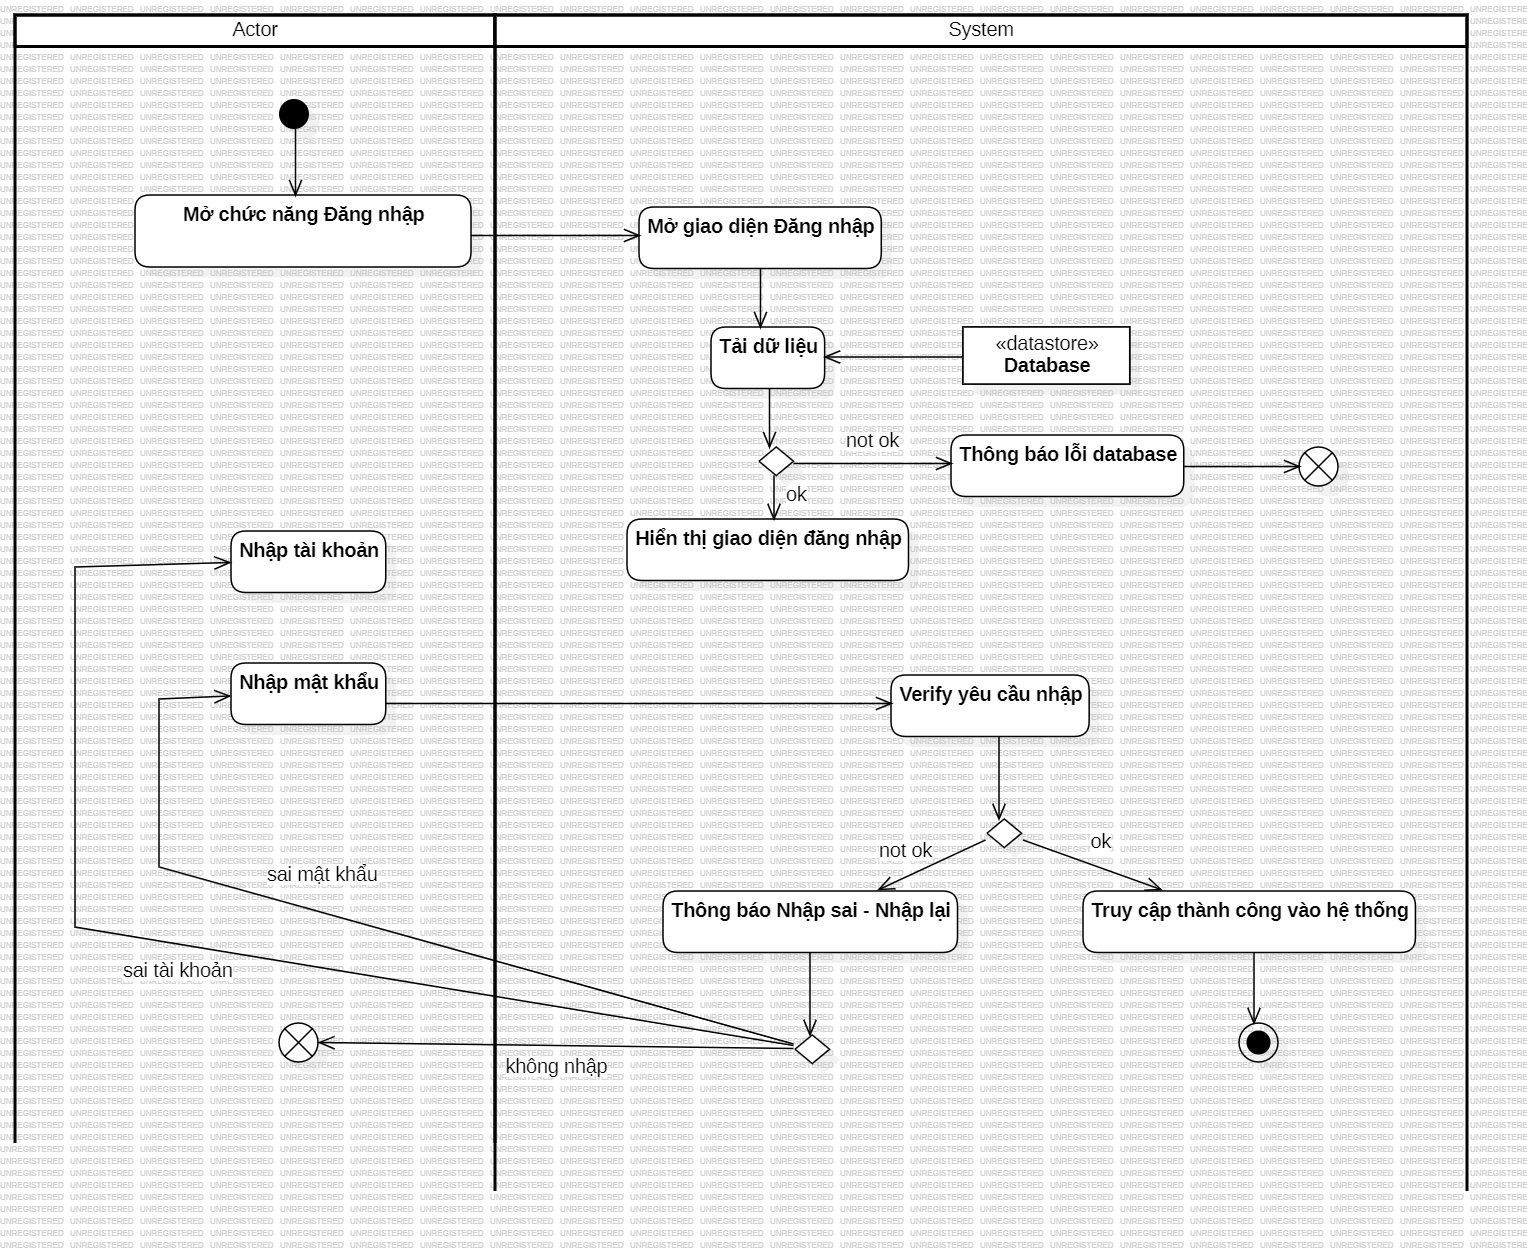 Actor
System
Mở chức năng Đăng nhập
Mở giao diện Đăng nhập
Tải dữ liệu
«datastore»
Database
not ok
Thông báo lỗi database
ok
Hiển thị giao diện đăng nhập
Nhập tài khoản
Nhập mật khẩu
Verify yêu cầu nhập
not ok
ok
sai mật khẩu
Thông báo Nhập sai - Nhập lại
Truy cập thành công vào hệ thống
sai tài khoản
không nhập
UNREGISTERED